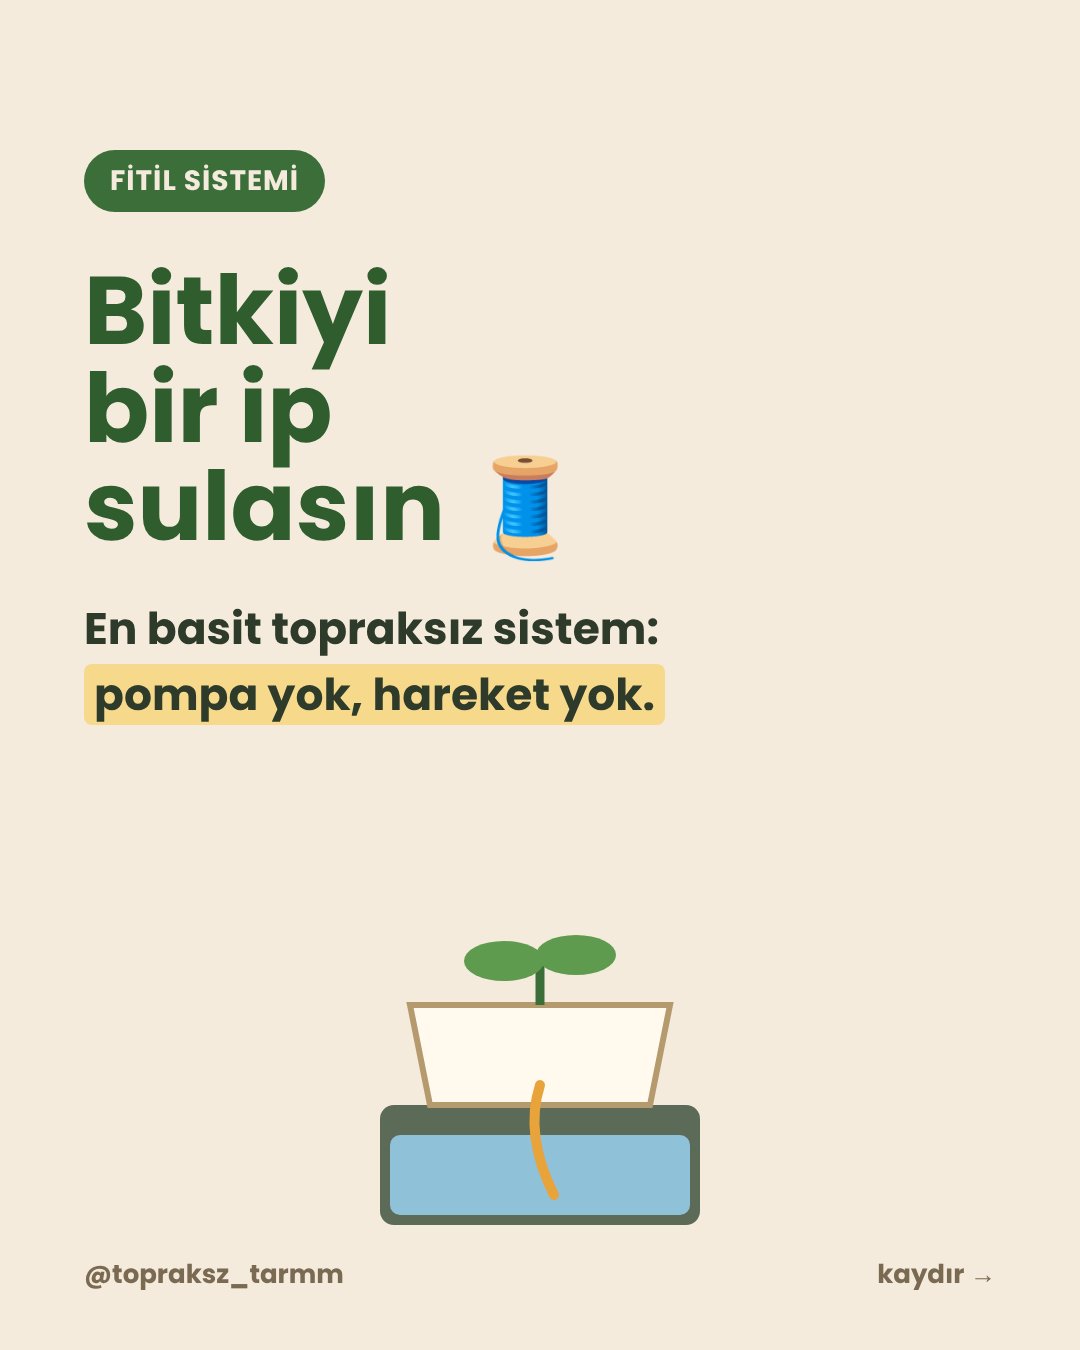 FİTİL SİSTEMİ
Bitkiyi
bir ip
sulasın 🧵
En basit topraksız sistem:
pompa yok, hareket yok.
@topraksz_tarmm
kaydır →